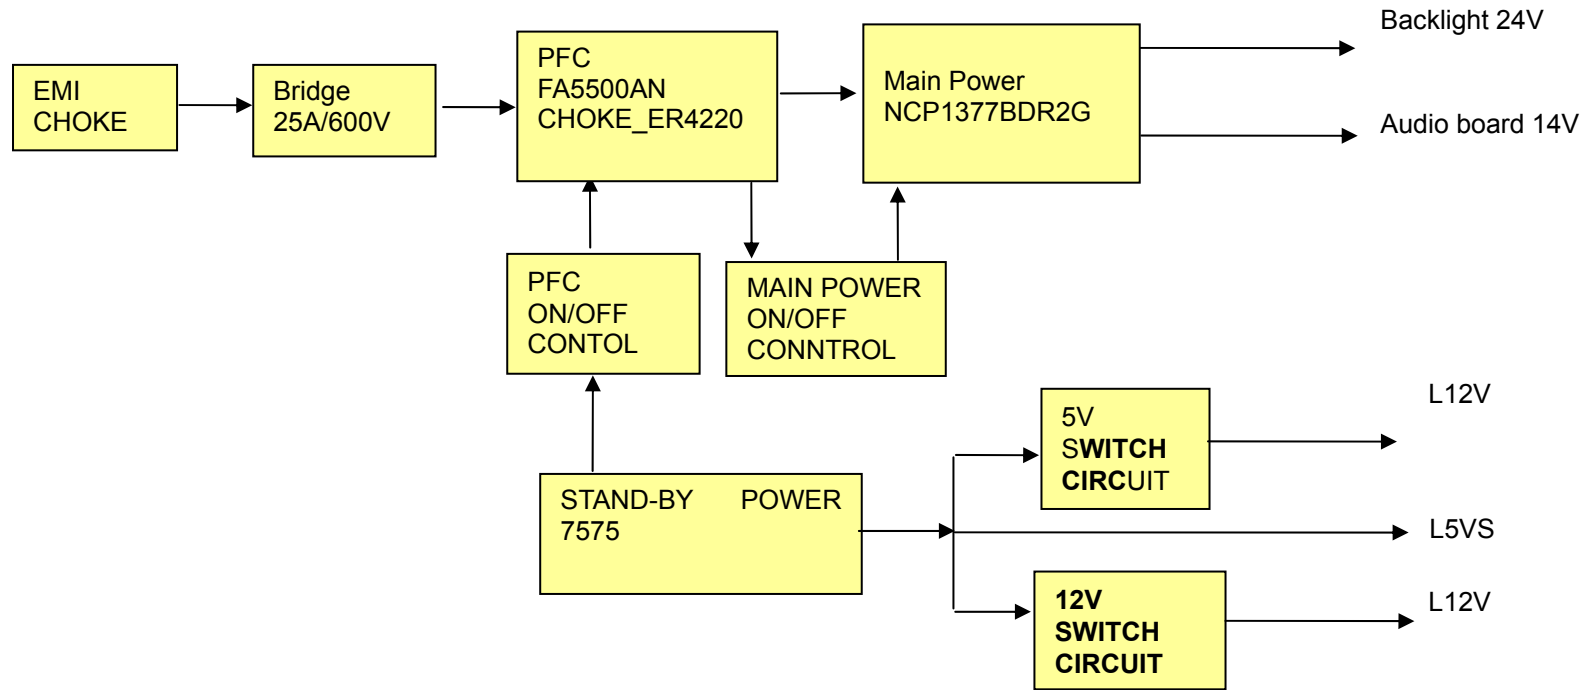 Backlight 24V
EMI
CHOKE
Bridge
25A/600V
PFC
FA5500AN
CHOKE_ER4220
Main Power
NCP1377BDR2G
Audio board 14V
PFC
ON/OFF
CONTOL
MAIN POWER
ON/OFF
CONNTROL
5V
SWITCH
CIRCUIT
L12V
STAND-BY POWER
7575
L5VS
12V
SWITCH
CIRCUIT
L12V